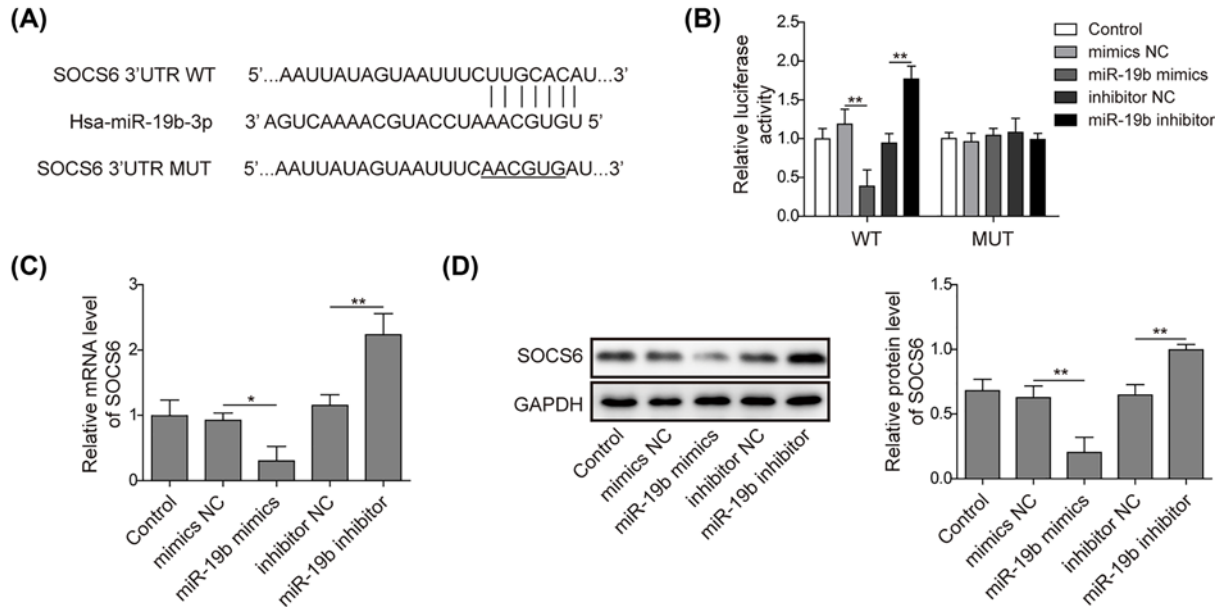 (A)
SOCS6 3'UTR WT 5'...AAUUAUAGUAAUUUCUUGCACAU...3'
Hsa-miR-19b-3p 3' AGUCAAAACGUACCUAAACGUGU 5'
SOCS6 3'UTR MUT 5'...AAUUAUAGUAAUUUCAACGUGAU...3'
(B)
Relative luciferase
activity
2.5
2.0
1.5
1.0
0.5
0.0
**
**
WT
MUT
Control
mimics NC
miR-19b mimics
inhibitor NC
miR-19b inhibitor
(C)
Relative mRNA level
of SOCS6
3
2
1
0
*
**
Control
mimics NC
miR-19b mimics
inhibitor NC
miR-19b inhibitor
(D)
SOCS6
GAPDH
Control
mimics NC
miR-19b mimics
inhibitor NC
miR-19b inhibitor
Relative protein level
of SOCS6
1.5
1.0
0.5
0.0
**
**
Control
mimics NC
miR-19b mimics
inhibitor NC
miR-19b inhibitor